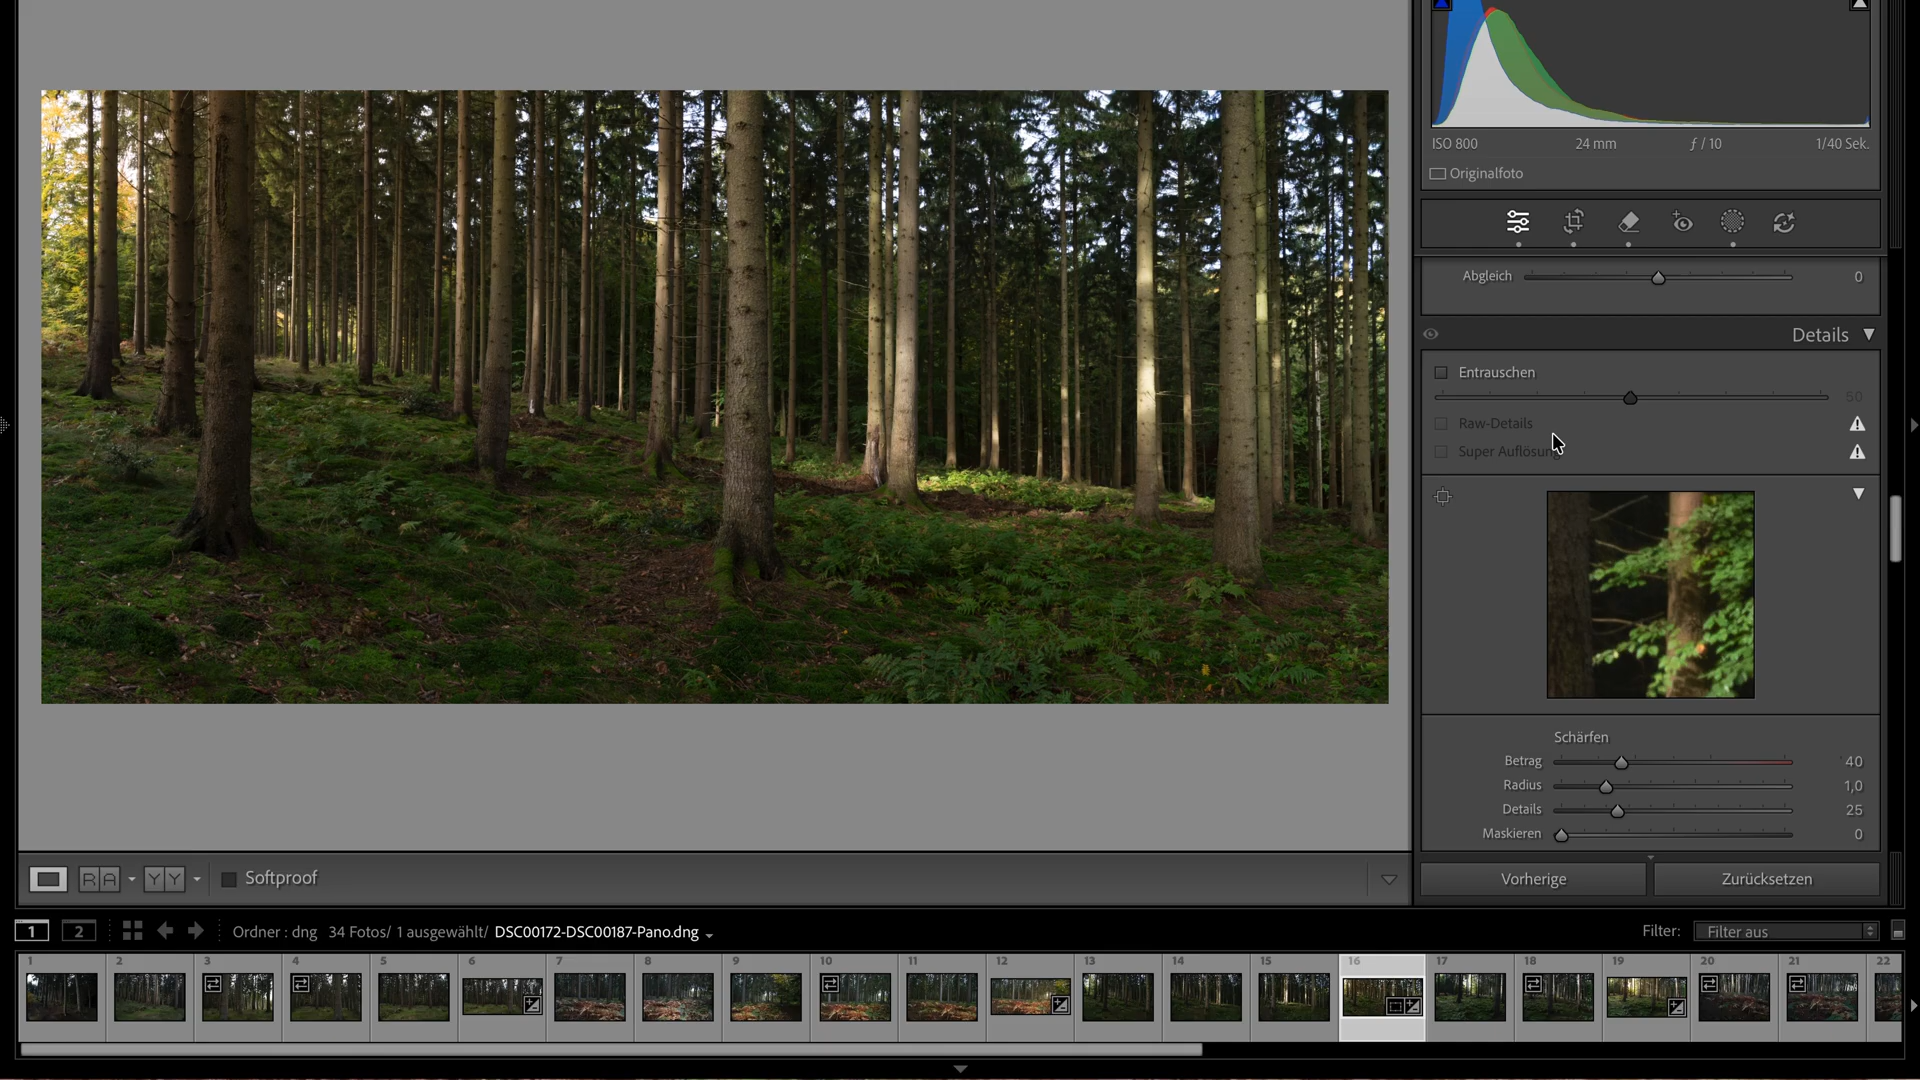 ISO 800 24 mm ƒ / 10 1/40 Sek.
Originalfoto
Abgleich 0
Details
Entrauschen
50
Raw-Details
Super Auflösung
Schärfen
Betrag 40
Radius 1,0
Details 25
Maskieren 0
Vorherige Zurücksetzen
R A Y Y Softproof
1 2 Ordner : dng 34 Fotos/ 1 ausgewählt/ DSC00172-DSC00187-Pano.dng Filter: Filter aus
1 2 3 4 5 6 7 8 9 10 11 12 13 14 15 16 17 18 19 20 21 22